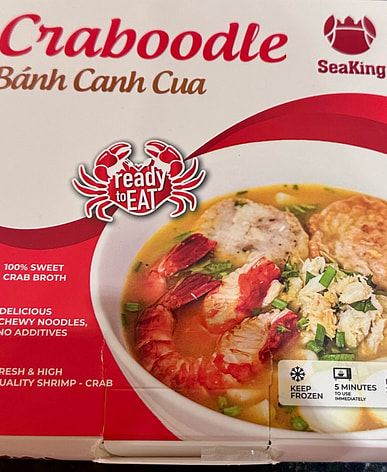 Craboodle
Bánh Canh Cua
SeaKing
ready
to EAT
100% SWEET
CRAB BROTH
DELICIOUS
CHEWY NOODLES,
NO ADDITIVES
RESH & HIGH
UALITY SHRIMP - CRAB
KEEP
FROZEN
5 MINUTES
TO USE
IMMEDIATELY